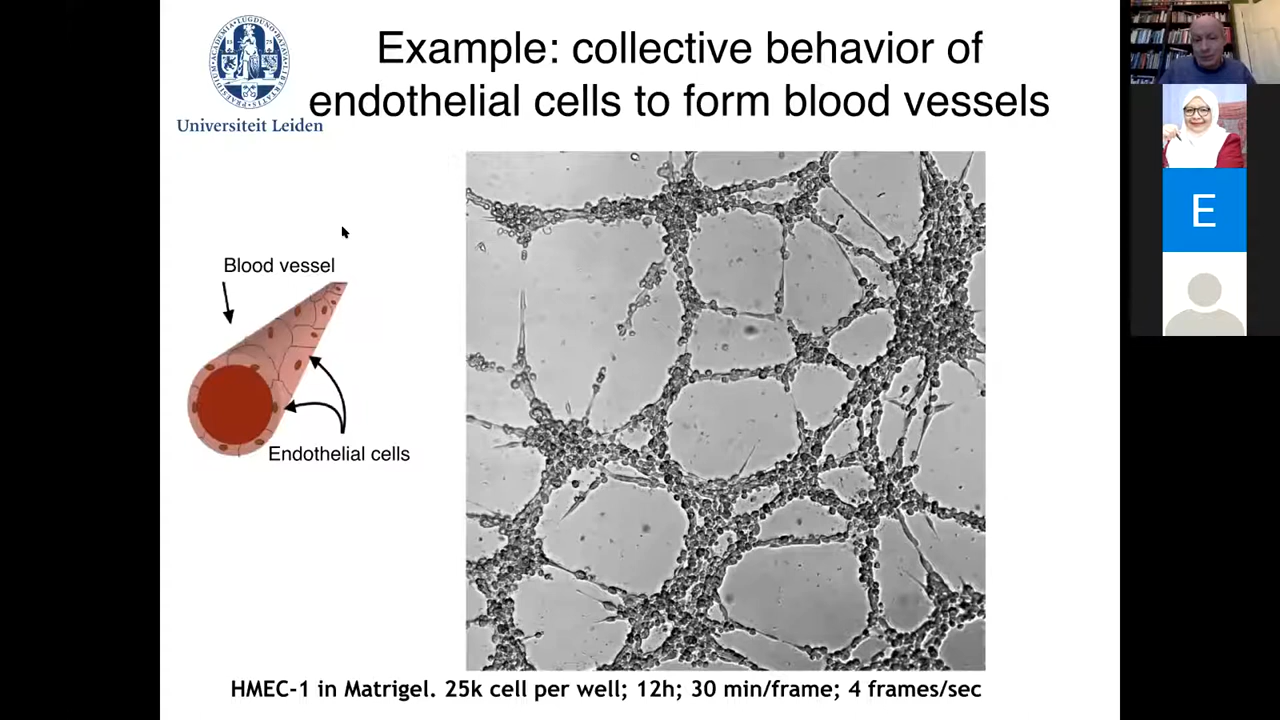 Example: collective behavior of
endothelial cells to form blood vessels
Universiteit Leiden
Blood vessel
Endothelial cells
HMEC-1 in Matrigel. 25k cell per well; 12h; 30 min/frame; 4 frames/sec
E